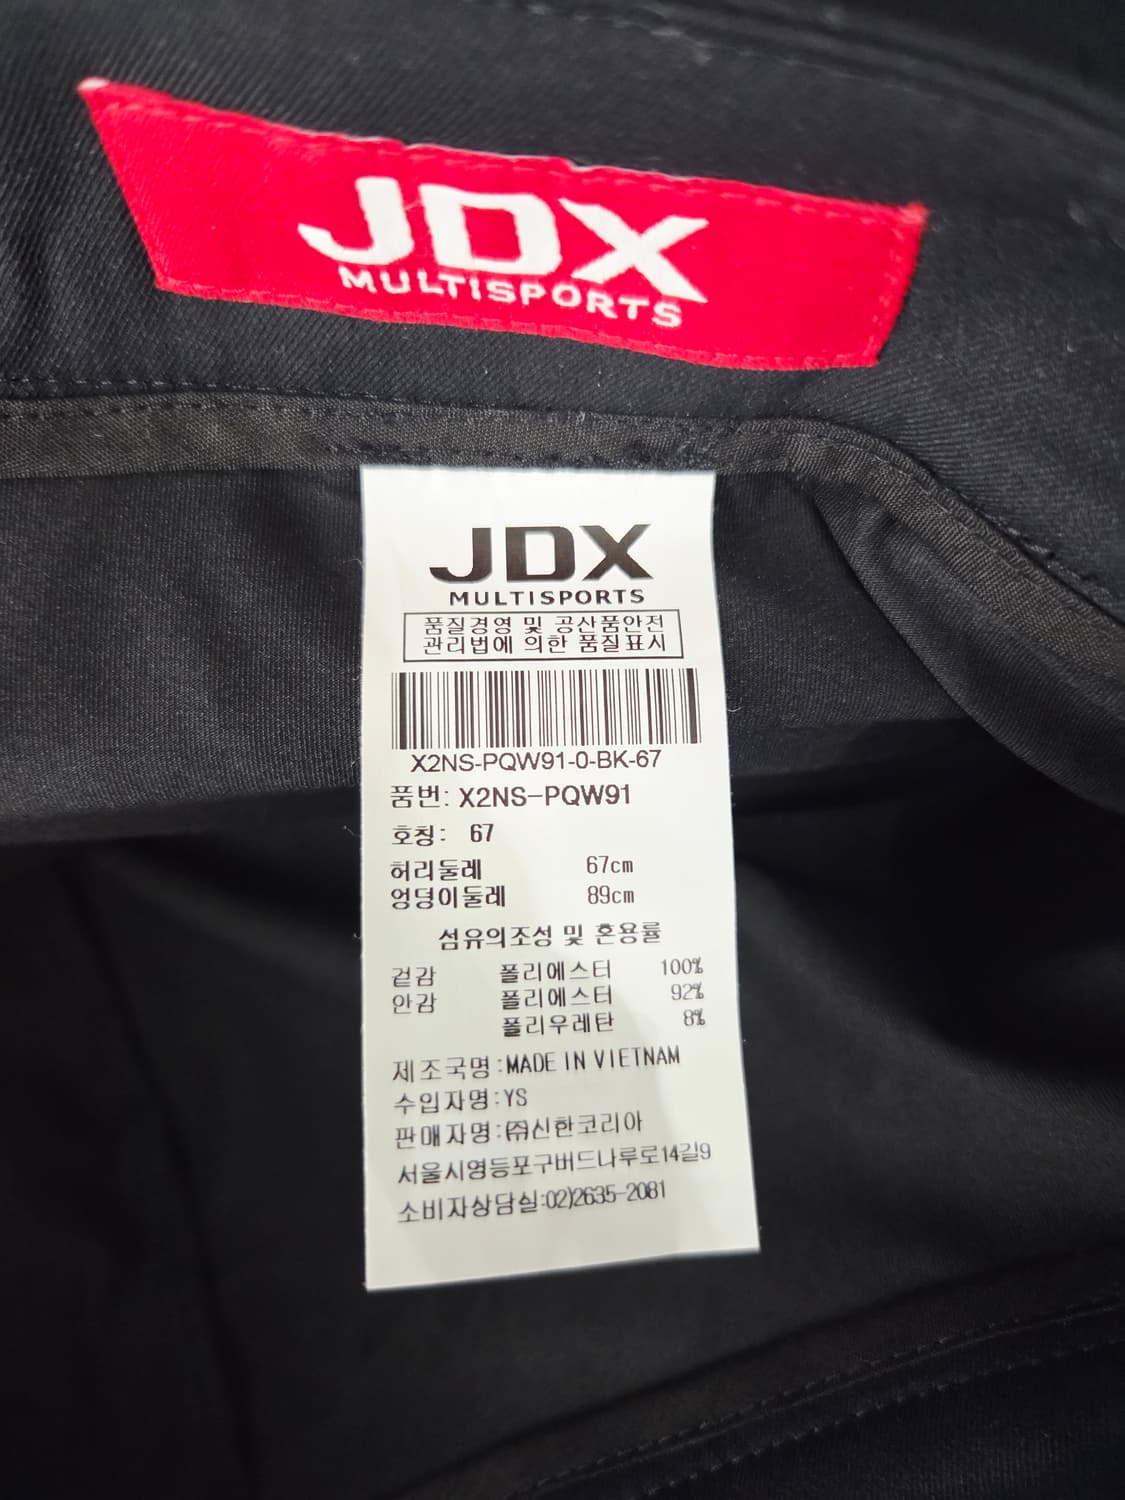 JDX
MULTISPORTS
JDX
MULTISPORTS
품질경영 및 공산품안전
관리법에 의한 품질표시
X2NS-PQW91-0-BK-67
품번: X2NS-PQW91
호칭: 67
허리둘레 67cm
엉덩이둘레 89cm
섬유의조성 및 혼용률
겉감 폴리에스터 100%
안감 폴리에스터 92%
폴리우레탄 8%
제조국명:MADE IN VIETNAM
수입자명:YS
판매자명:㈜신한코리아
서울시영등포구버드나루로14길9
소비자상담실:02)2635-2081